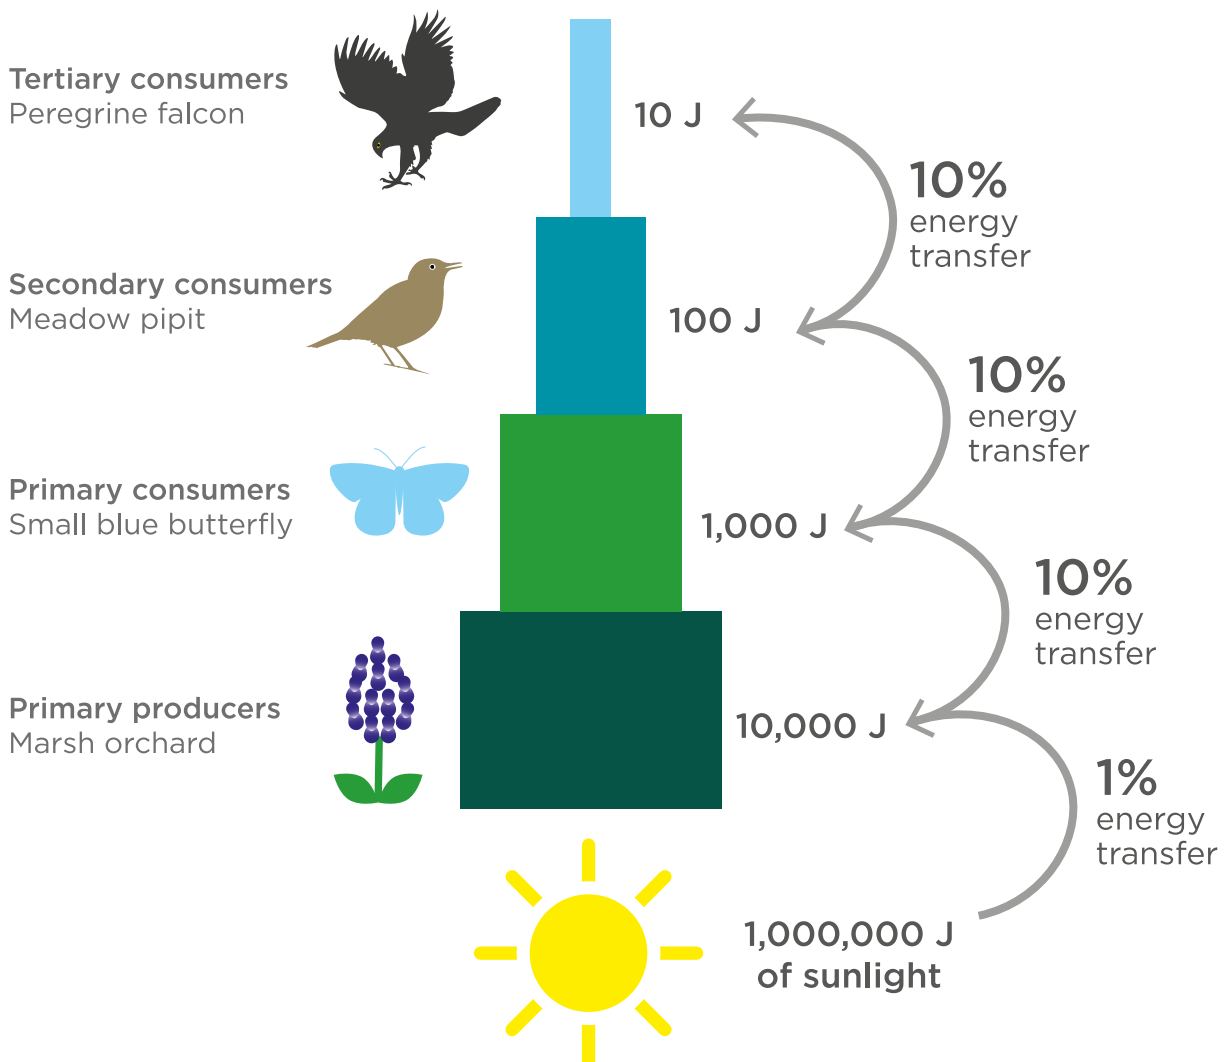 Tertiary consumers
Peregrine falcon
10 J
10%
energy
transfer
Secondary consumers
Meadow pipit
100 J
10%
energy
transfer
Primary consumers
Small blue butterfly
1,000 J
10%
energy
transfer
Primary producers
Marsh orchard
10,000 J
1%
energy
transfer
1,000,000 J
of sunlight